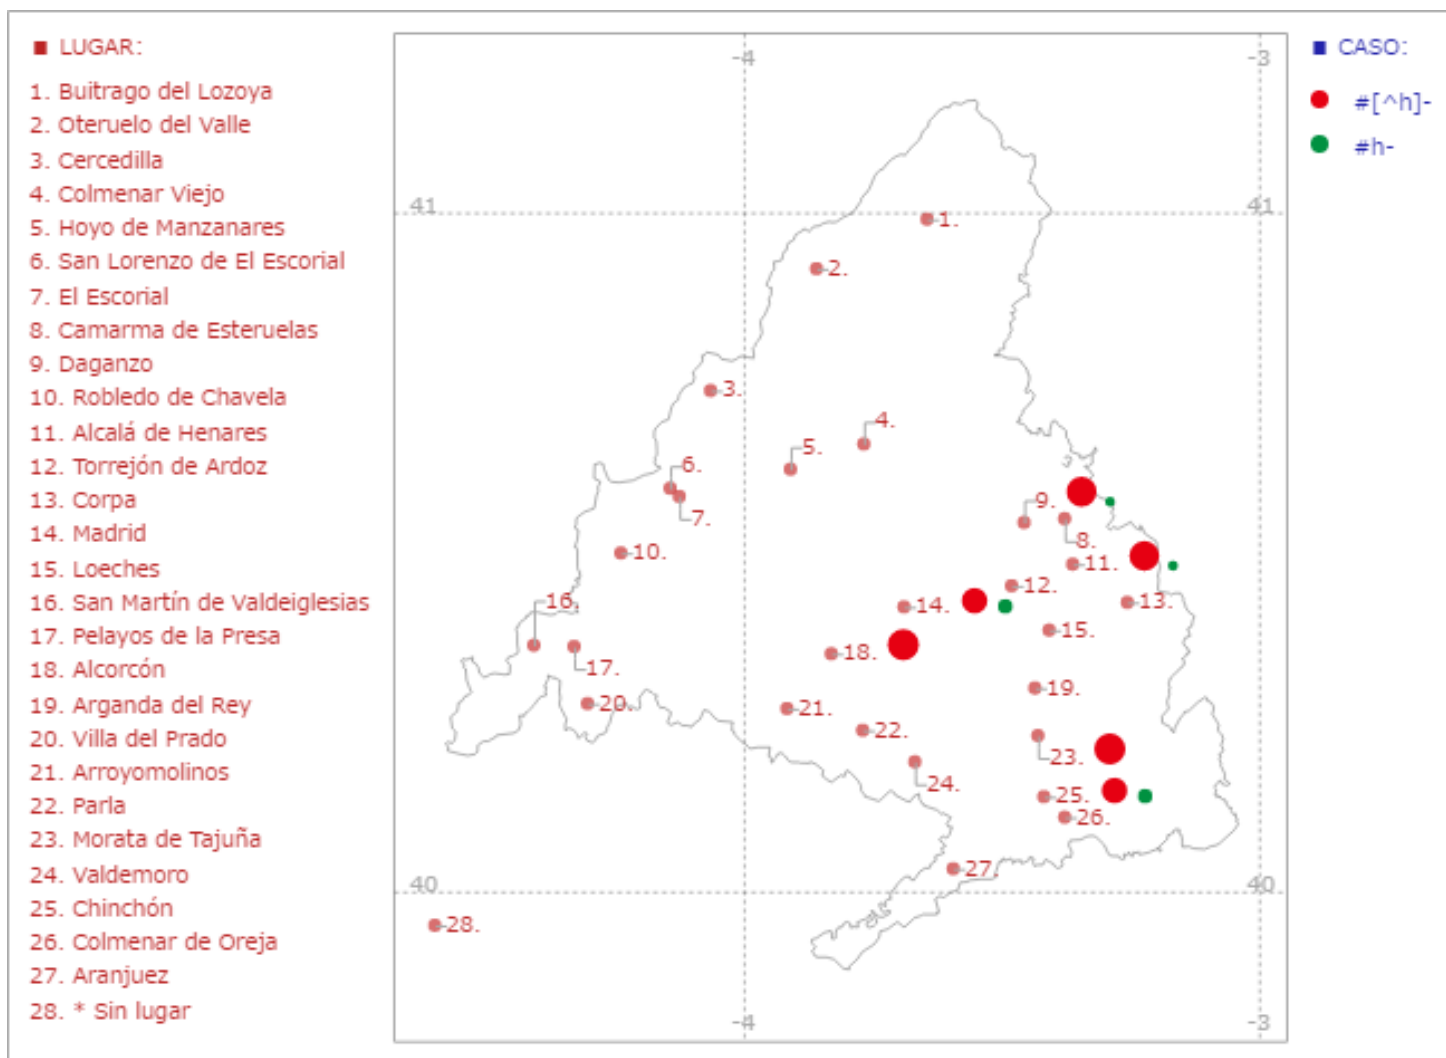 LUGAR:
1. Buitrago del Lozoya
2. Oteruelo del Valle
3. Cercedilla
4. Colmenar Viejo
5. Hoyo de Manzanares
6. San Lorenzo de El Escorial
7. El Escorial
8. Camarma de Esteruelas
9. Daganzo
10. Robledo de Chavela
11. Alcalá de Henares
12. Torrejón de Ardoz
13. Corpa
14. Madrid
15. Loeches
16. San Martín de Valdeiglesias
17. Pelayos de la Presa
18. Alcorcón
19. Arganda del Rey
20. Villa del Prado
21. Arroyomolinos
22. Parla
23. Morata de Tajuña
24. Valdemoro
25. Chinchón
26. Colmenar de Oreja
27. Aranjuez
28. * Sin lugar
-4
-3
41
41
1.
2.
3.
4.
5.
6.
7.
9.
8.
10.
11.
12.
13.
14.
15.
16.
17.
18.
19.
20.
21.
22.
23.
24.
25.
26.
27.
40
40
28.
-4
-3
CASO:
#[^h]-
#h-